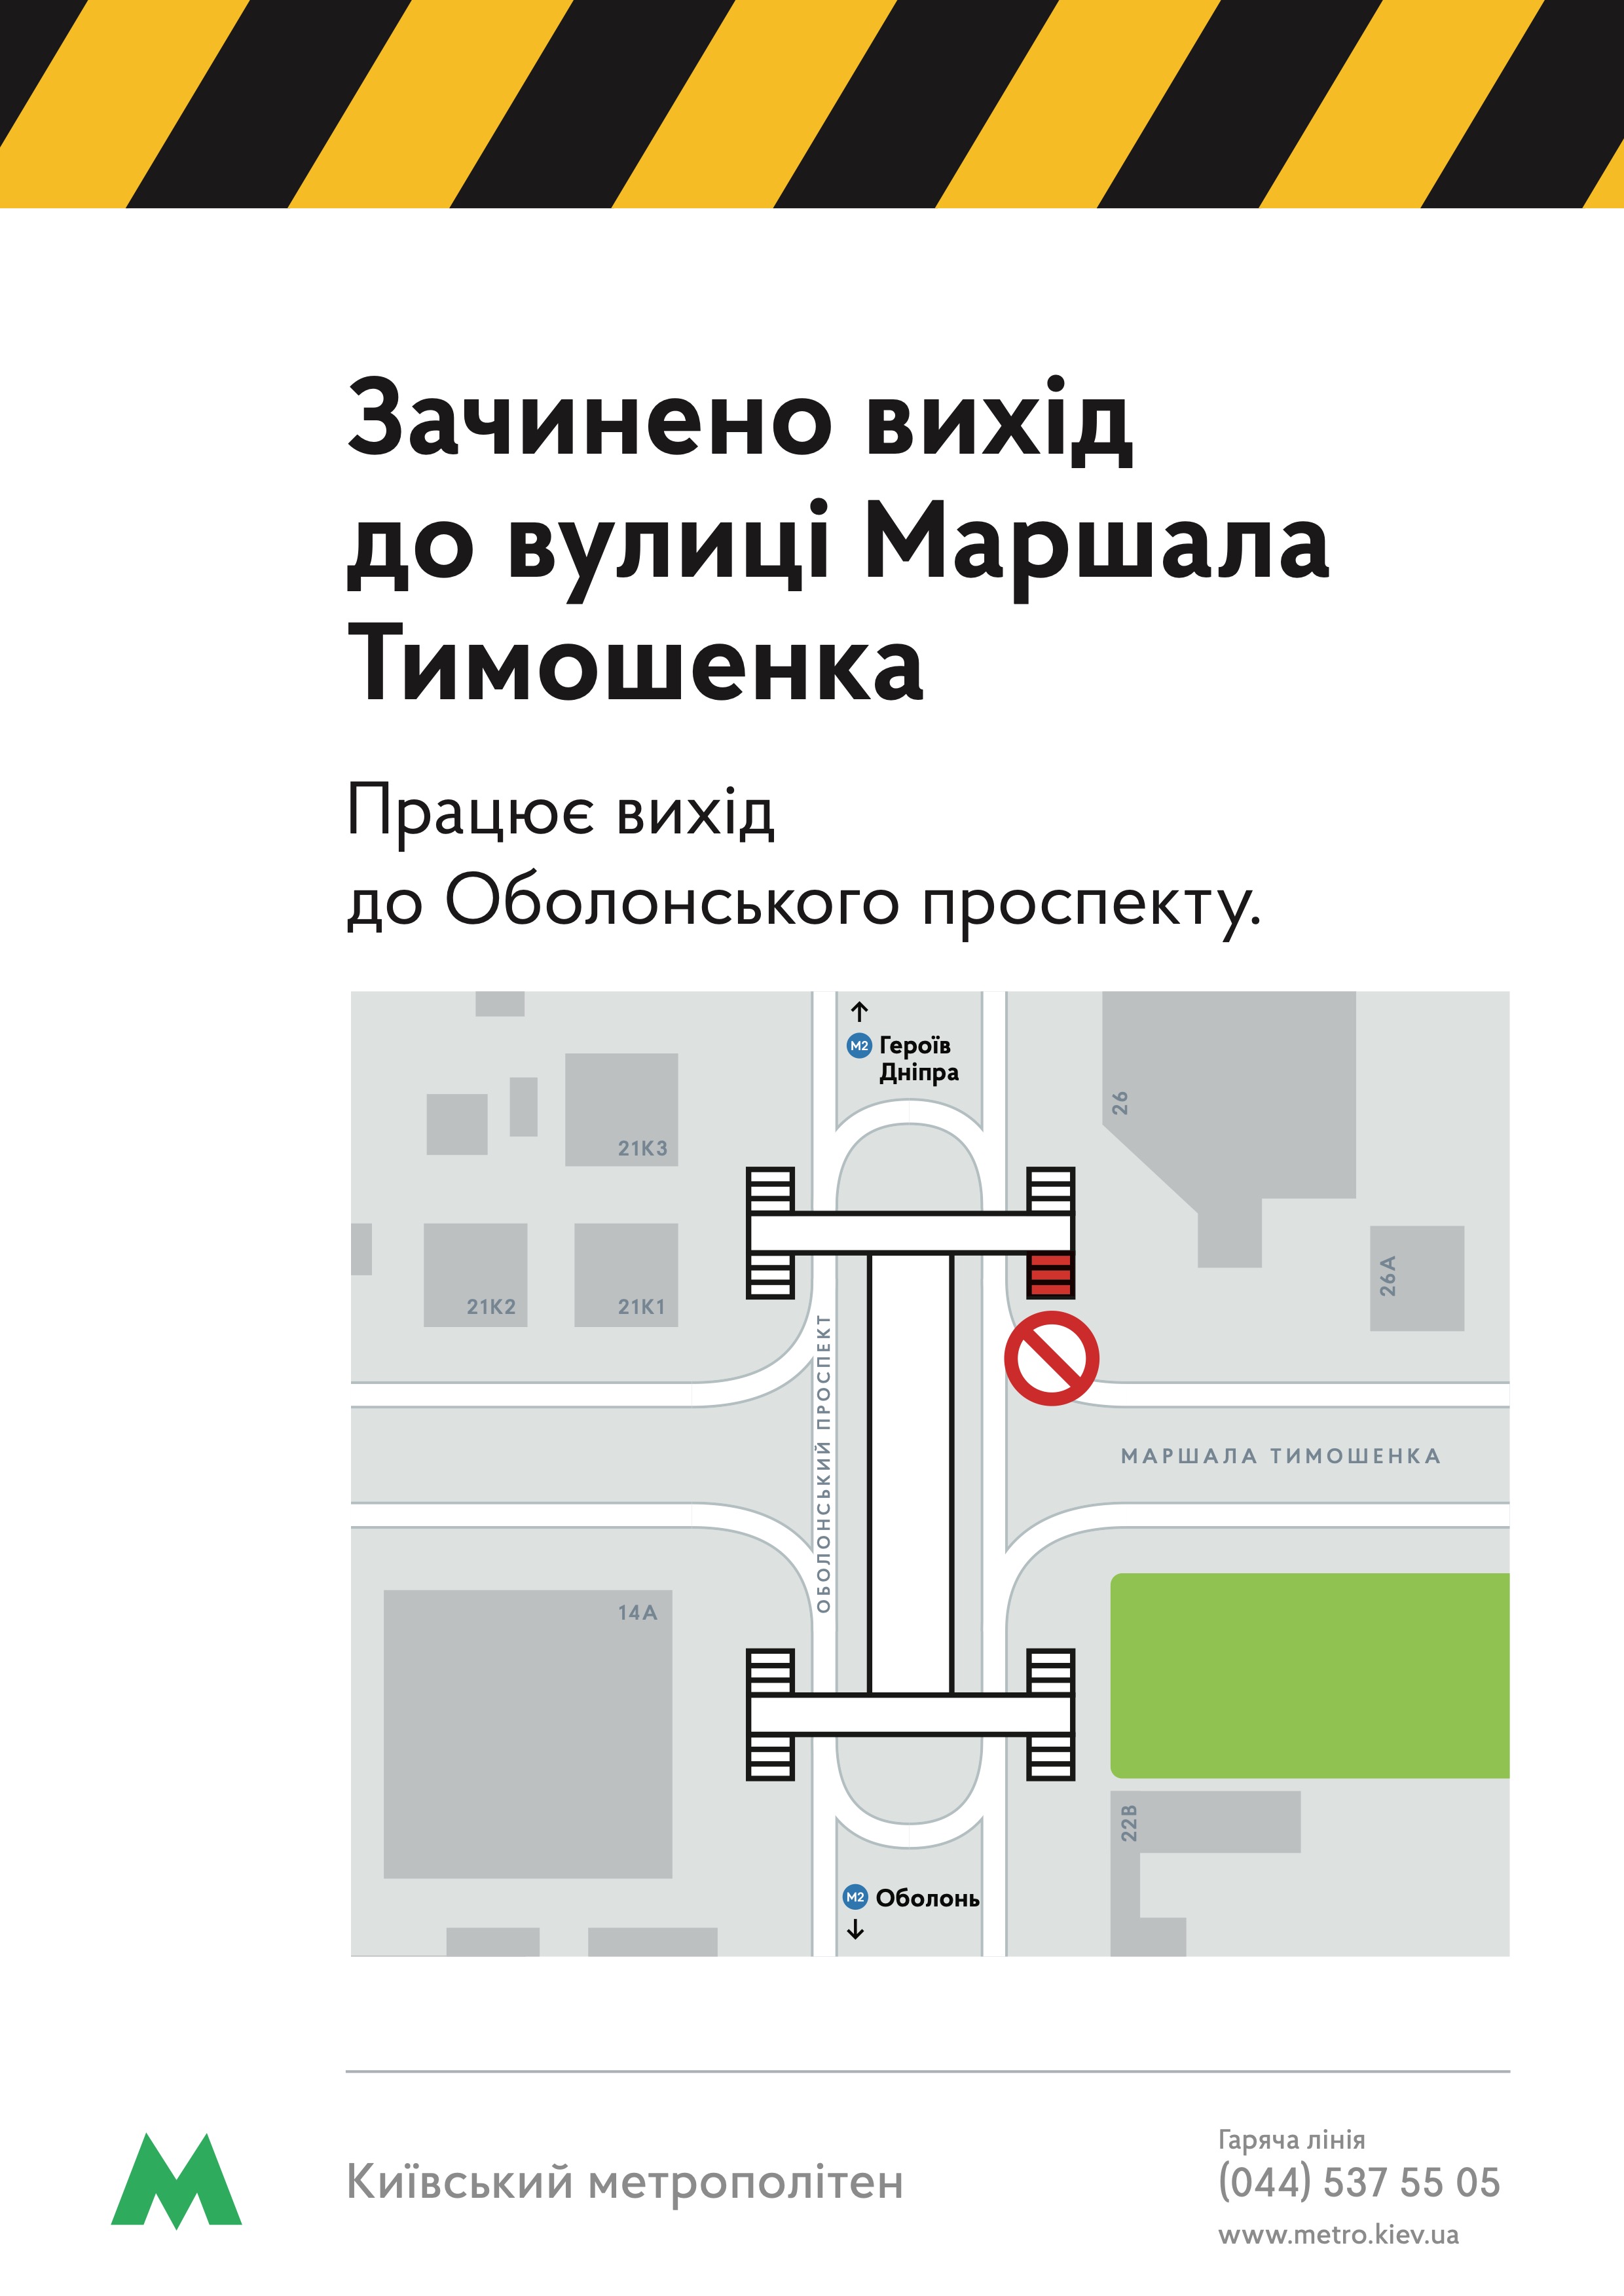 Зачинено вихід
до вулиці Маршала
Тимошенка
Працює вихід
до Оболонського проспекту.
↑
M2 Героїв
Дніпра
26
21К3
26А
21К2
21К1
ОБОЛОНСЬКИЙ ПРОСПЕКТ
МАРШАЛА ТИМОШЕНКА
14А
22В
M2 Оболонь
↓
Київський метрополітен
Гаряча лінія
(044) 537 55 05
www.metro.kiev.ua